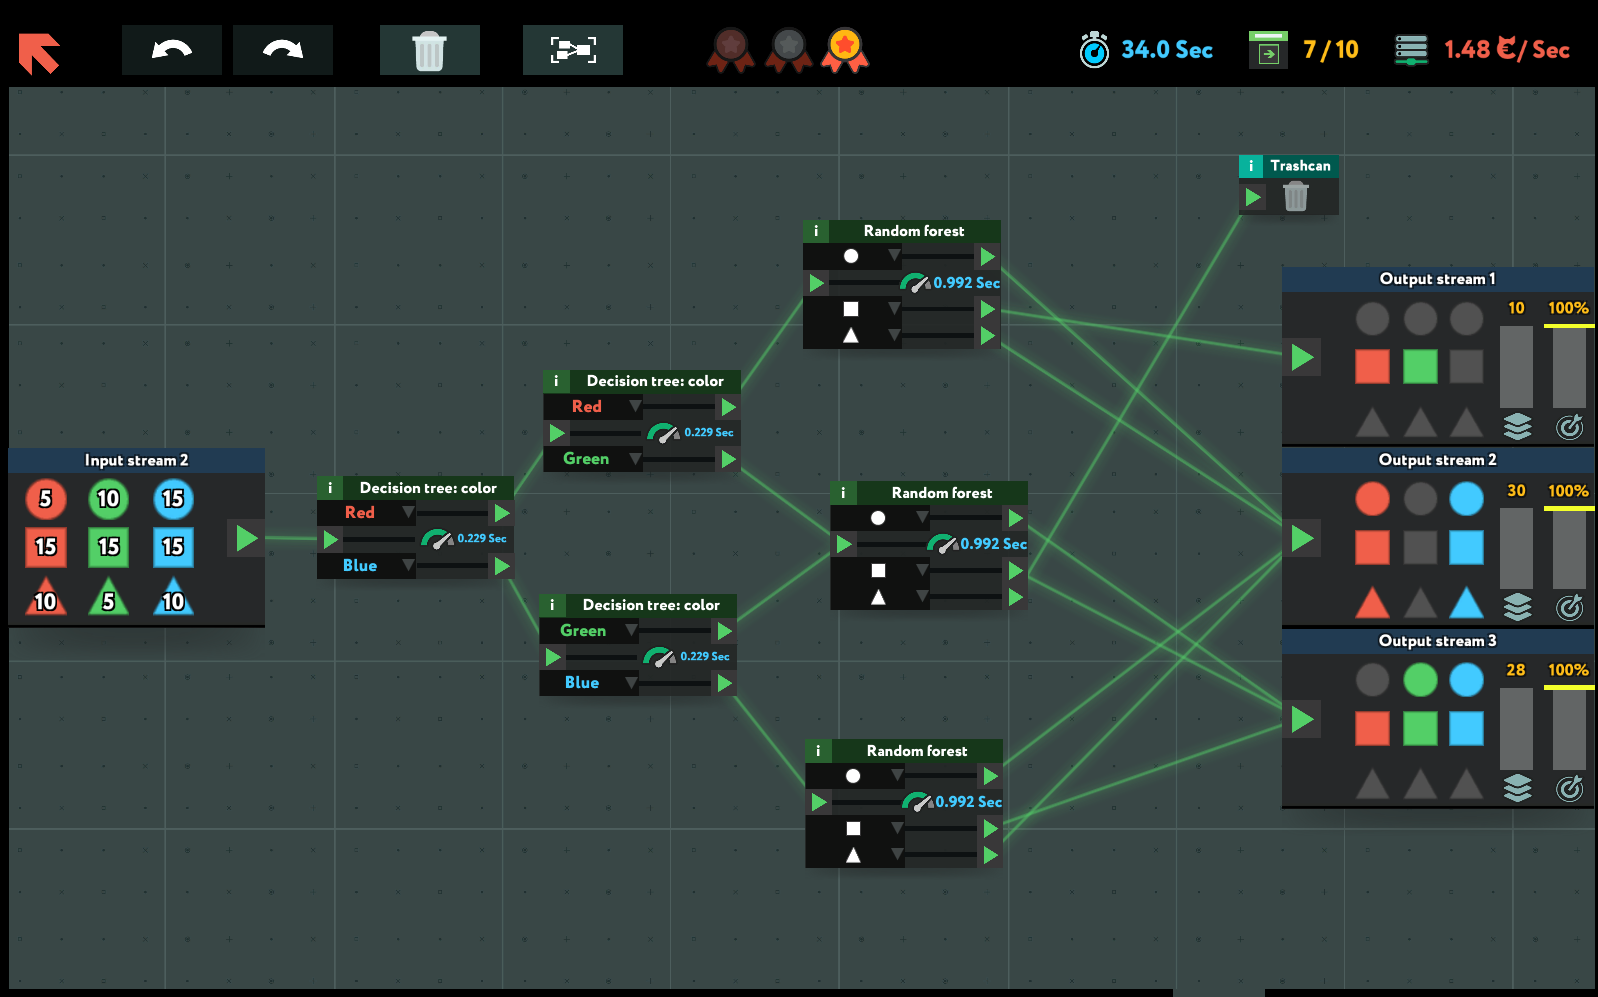 34.0 Sec
7/10
1.48 €/ Sec
i Trashcan
i Random forest
0.992 Sec
Output stream 1
10 100%
i Decision tree: color
Red
0.229 Sec
Green
Input stream 2
5 10 15
15 15 15
10 5 10
i Decision tree: color
Red
0.229 Sec
Blue
i Random forest
0.992 Sec
Output stream 2
30 100%
i Decision tree: color
Green
0.229 Sec
Blue
Output stream 3
28 100%
i Random forest
0.992 Sec